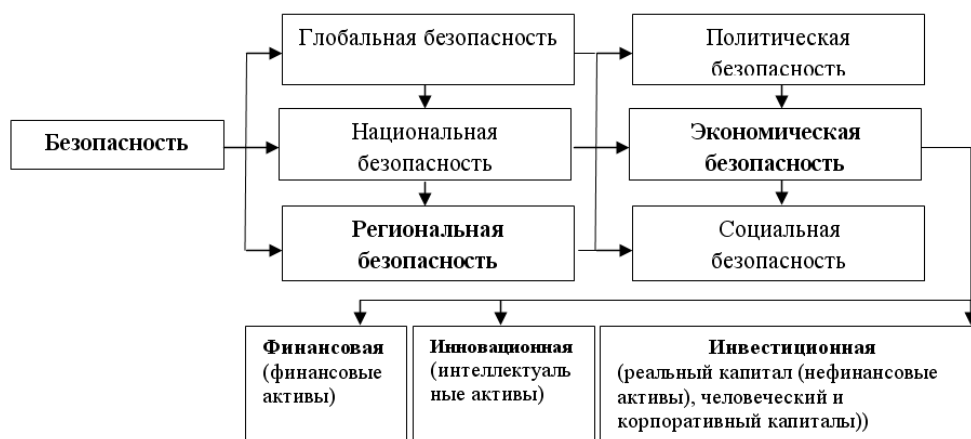 Глобальная безопасность
Политическая
безопасность
Безопасность
Национальная
безопасность
Экономическая
безопасность
Региональная
безопасность
Социальная
безопасность
Финансовая
(финансовые
активы)
Инновационная
(интеллектуаль
ные активы)
Инвестиционная
(реальный капитал (нефинансовые
активы), человеческий и
корпоративный капиталы))